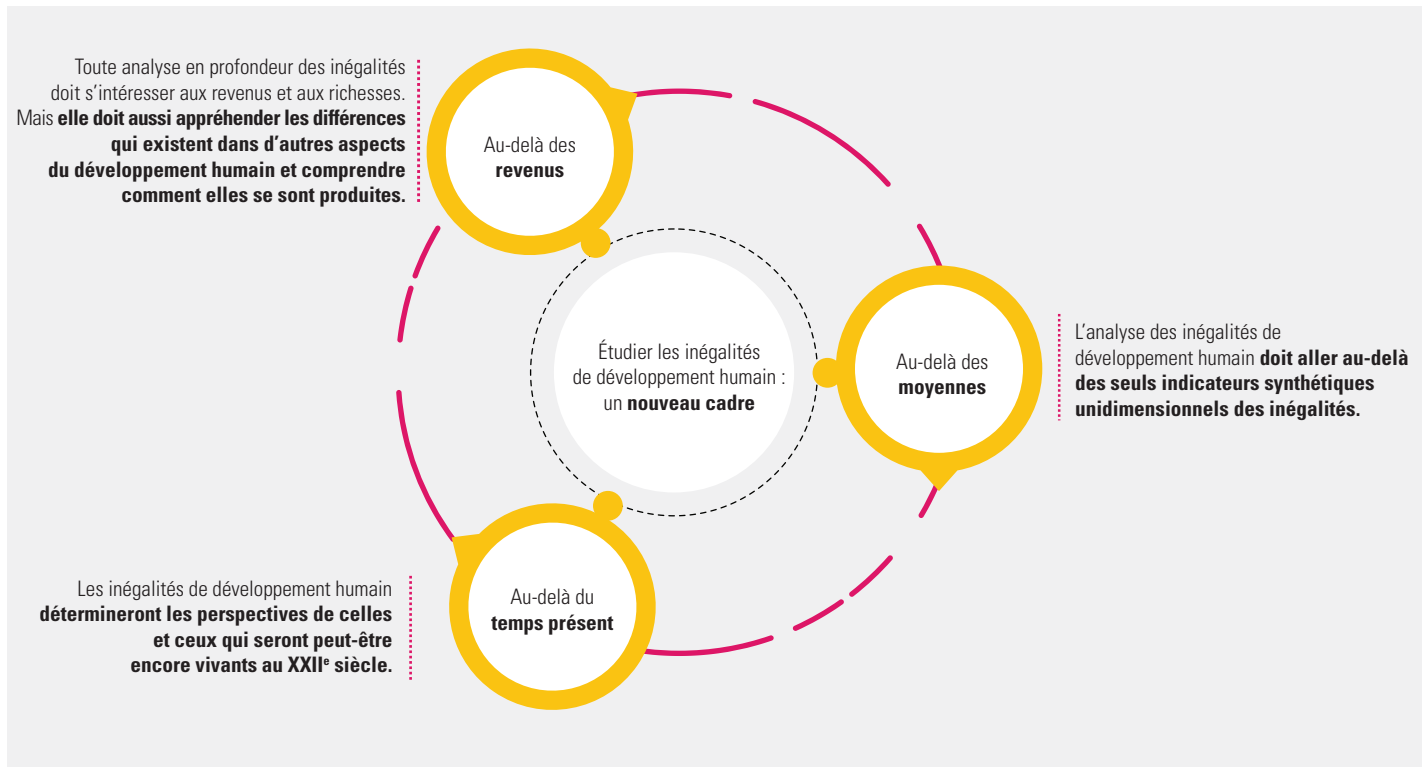 Toute analyse en profondeur des inégalités
doit s’intéresser aux revenus et aux richesses.
Mais elle doit aussi appréhender les différences
qui existent dans d’autres aspects
du développement humain et comprendre
comment elles se sont produites.
Au-delà des
revenus
Étudier les inégalités
de développement humain :
un nouveau cadre
Au-delà des
moyennes
L’analyse des inégalités de
développement humain doit aller au-delà
des seuls indicateurs synthétiques
unidimensionnels des inégalités.
Les inégalités de développement humain
détermineront les perspectives de celles
et ceux qui seront peut-être
encore vivants au XXIIe siècle.
Au-delà du
temps présent